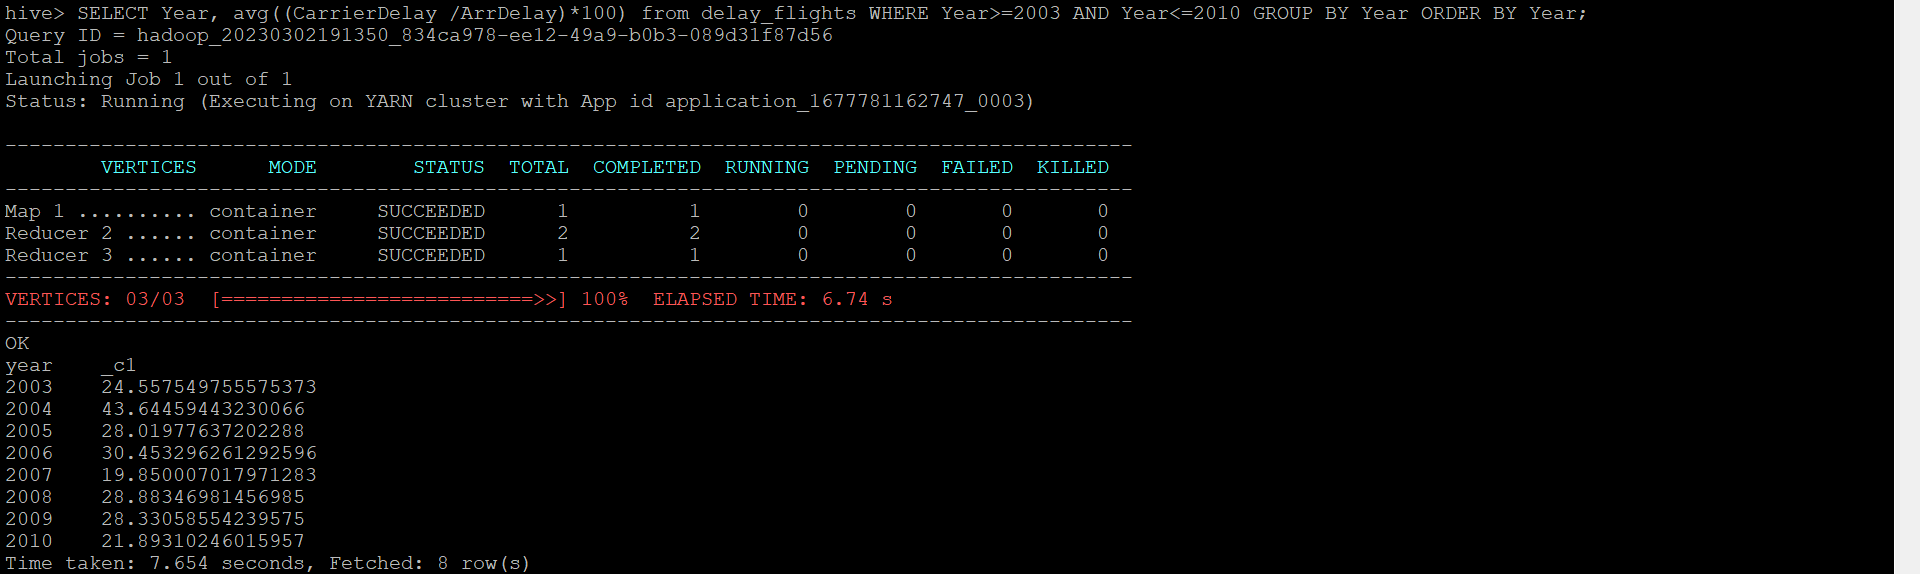 hive> SELECT Year, avg((CarrierDelay /ArrDelay)*100) from delay_flights WHERE Year>=2003 AND Year<=2010 GROUP BY Year ORDER BY Year;
Query ID = hadoop_20230302191350_834ca978-ee12-49a9-b0b3-089d31f87d56
Total jobs = 1
Launching Job 1 out of 1
Status: Running (Executing on YARN cluster with App id application_1677781162747_0003)
----------------------------------------------------------------------------------------------
        VERTICES      MODE        STATUS  TOTAL  COMPLETED  RUNNING  PENDING  FAILED  KILLED
----------------------------------------------------------------------------------------------
Map 1 .......... container     SUCCEEDED      1          1        0        0       0       0
Reducer 2 ...... container     SUCCEEDED      2          2        0        0       0       0
Reducer 3 ...... container     SUCCEEDED      1          1        0        0       0       0
----------------------------------------------------------------------------------------------
VERTICES: 03/03  [==========================>>] 100%  ELAPSED TIME: 6.74 s
----------------------------------------------------------------------------------------------
OK
year    _c1
2003    24.557549755575373
2004    43.64459443230066
2005    28.01977637202288
2006    30.453296261292596
2007    19.850007017971283
2008    28.88346981456985
2009    28.33058554239575
2010    21.89310246015957
Time taken: 7.654 seconds, Fetched: 8 row(s)